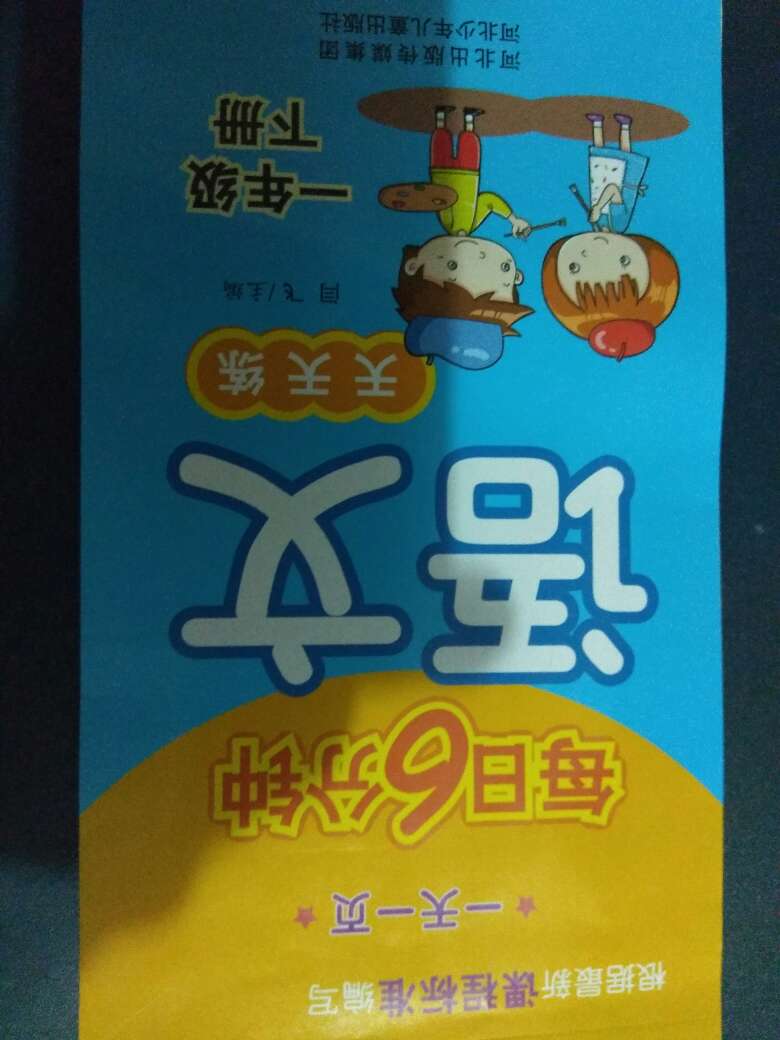 根据最新课程标准编写
一天一页
每日6分钟
语文
天天练
闫飞/主编
一年级
下册
河北出版传媒集团
河北少年儿童出版社